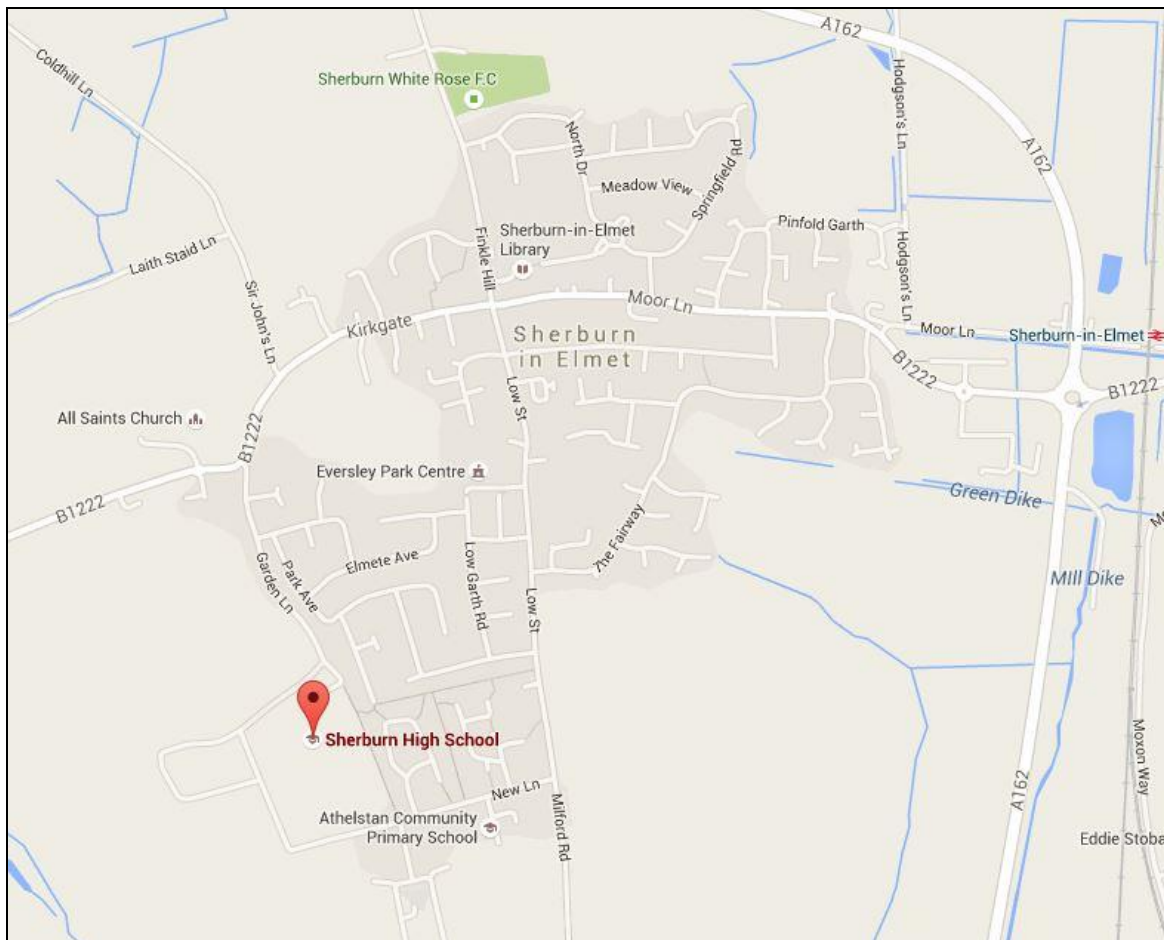 A162
Coldhill Ln
Sherburn White Rose F.C
Hodgson's Ln
North Dr
A162
Springfield Rd
Meadow View
Pinfold Garth
Sherburn-in-Elmet
Library
Finkle Hill
Hodgson's Ln
Laith Staid Ln
Sir John's Ln
Moor Ln
Kirkgate
Moor Ln
Sherburn-in-Elmet
Sherburn
in Elmet
B1222
B1222
Low St
All Saints Church
B1222
Eversley Park Centre
Green Dike
B1222
The Fairway
Elmete Ave
Park Ave
Garden Ln
Low Garth Rd
Low St
MIll Dike
Sherburn High School
Moxon Way
A162
New Ln
Athelstan Community
Primary School
Milford Rd
Eddie Stoba